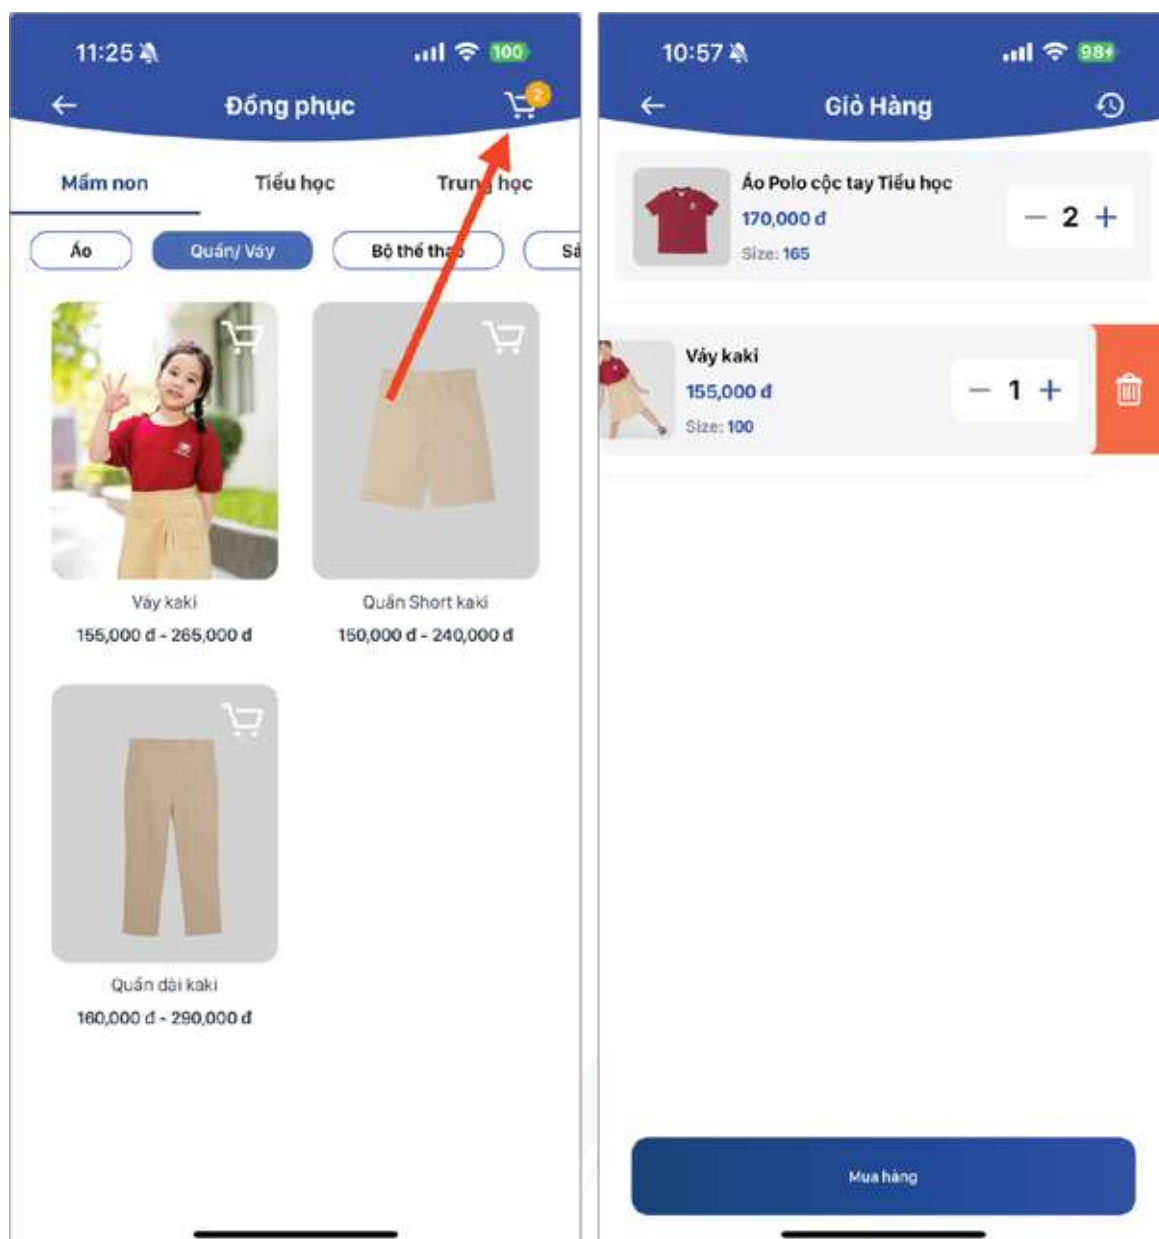 11:25
100
Đồng phục
2
Mầm non
Tiểu học
Trung học
Áo
Quần/ Váy
Bộ thể thao
Váy kaki
155,000 đ - 265,000 đ
Quần Short kaki
150,000 đ - 240,000 đ
Quần dài kaki
160,000 đ - 290,000 đ
10:57
98
Giỏ Hàng
Áo Polo cộc tay Tiểu học
170,000 đ
Size: 165
2
Váy kaki
155,000 đ
Size: 100
1
Mua hàng